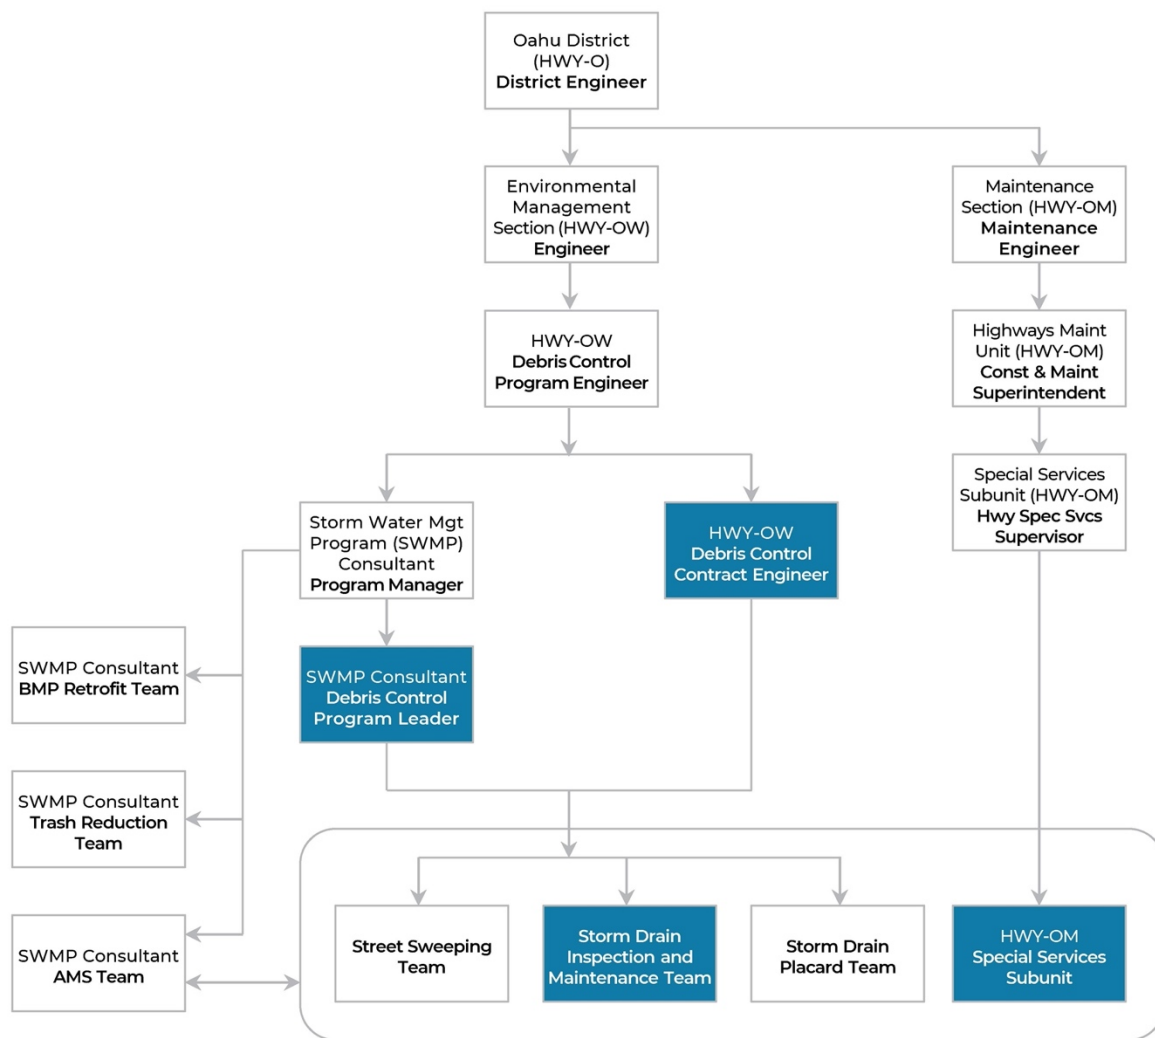 Oahu District
(HWY-O)
District Engineer
Environmental
Management
Section (HWY-OW)
Engineer
Maintenance
Section (HWY-OM)
Maintenance
Engineer
HWY-OW
Debris Control
Program Engineer
Highways Maint
Unit (HWY-OM)
Const & Maint
Superintendent
Special Services
Subunit (HWY-OM)
Hwy Spec Svcs
Supervisor
Storm Water Mgt
Program (SWMP)
Consultant
Program Manager
HWY-OW
Debris Control
Contract Engineer
SWMP Consultant
BMP Retrofit Team
SWMP Consultant
Debris Control
Program Leader
SWMP Consultant
Trash Reduction
Team
SWMP Consultant
AMS Team
Street Sweeping
Team
Storm Drain
Inspection and
Maintenance Team
Storm Drain
Placard Team
HWY-OM
Special Services
Subunit